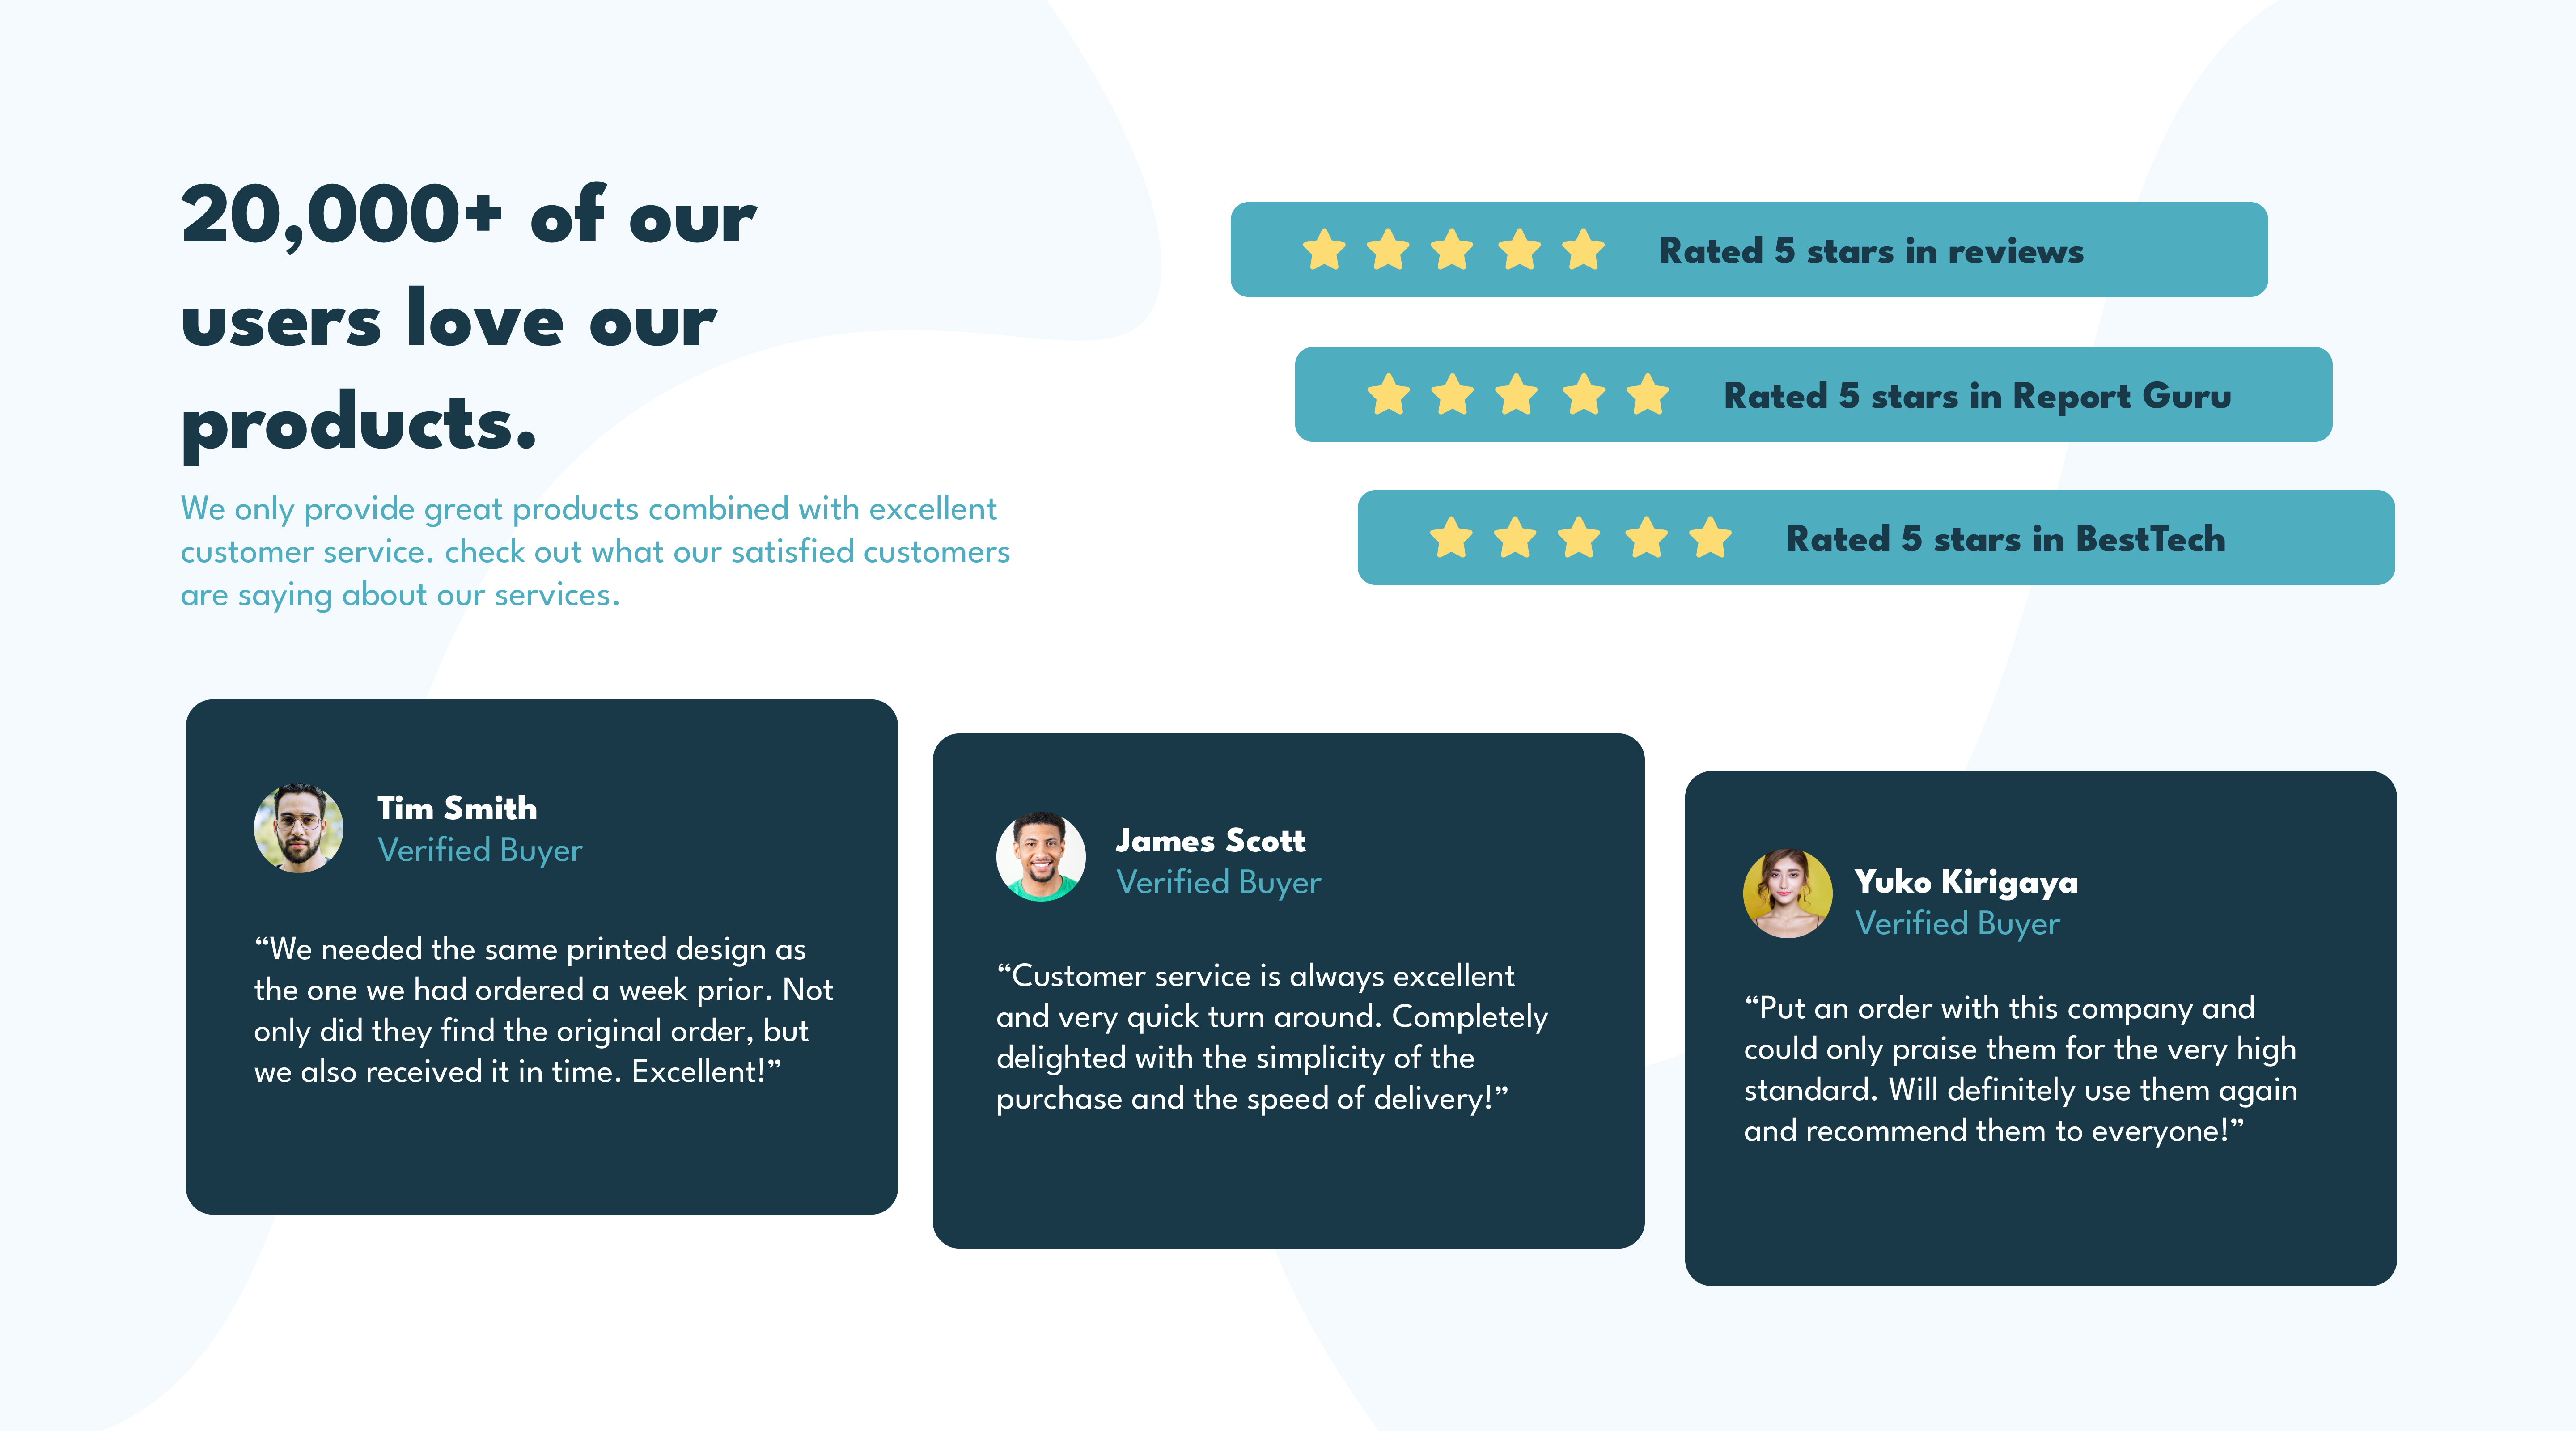 20,000+ of our
users love our
products.
We only provide great products combined with excellent
customer service. check out what our satisfied customers
are saying about our services.
Rated 5 stars in reviews
Rated 5 stars in Report Guru
Rated 5 stars in BestTech
Tim Smith
Verified Buyer
“We needed the same printed design as
the one we had ordered a week prior. Not
only did they find the original order, but
we also received it in time. Excellent!”
James Scott
Verified Buyer
“Customer service is always excellent
and very quick turn around. Completely
delighted with the simplicity of the
purchase and the speed of delivery!”
Yuko Kirigaya
Verified Buyer
“Put an order with this company and
could only praise them for the very high
standard. Will definitely use them again
and recommend them to everyone!”